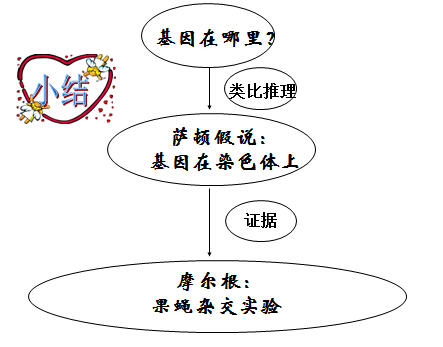 基因在哪里？
小结
类比推理
萨顿假说：
基因在染色体上
证据
摩尔根：
果蝇杂交实验